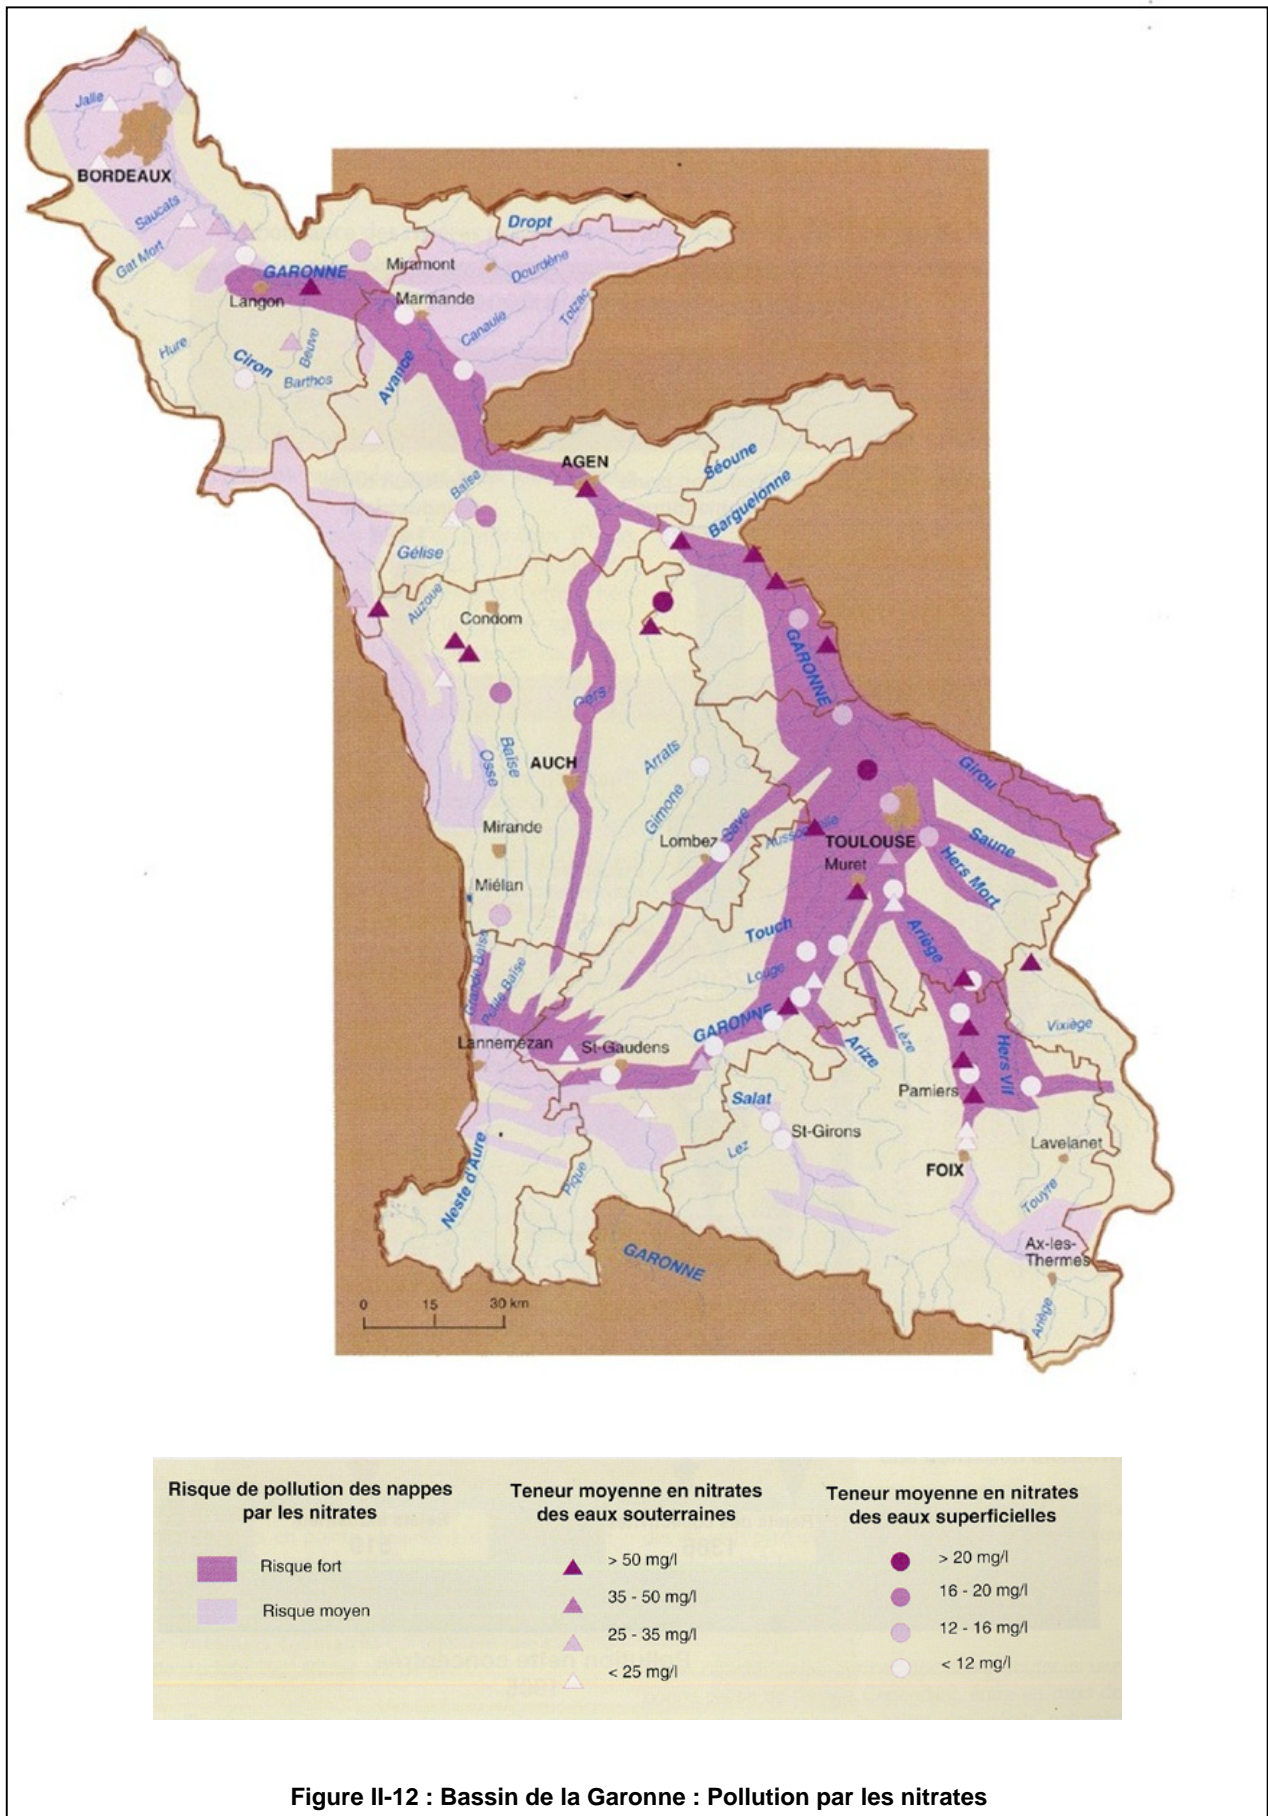 Jalle
BORDEAUX
Saucats
Gat Mort
Dropt
GARONNE
Miramont
Dourdène
Langon
Marmande
Tolzac
Canaule
Hure
Ciron
Beuve
Barthos
Avance
AGEN
Séoune
Baïse
Barguelonne
Gélise
Auzoue
Condom
GARONNE
Gers
Osse
Baïse
AUCH
Arrats
Gimone
Girou
Mirande
Lombez
Save
TOULOUSE
Saune
Muret
Hers Mort
Miélan
Touch
Ariège
Grande Baïse
Petite Baïse
Louge
GARONNE
Lannemezan
St-Gaudens
Arize
Lèze
Vixiège
Hers Vif
Pamiers
Salat
St-Girons
Lez
Lavelanet
FOIX
Neste d'Aure
Pique
Touyre
GARONNE
Ax-les-
Thermes
Ariège
0 15 30 km
Risque de pollution des nappes
par les nitrates
Risque fort
Risque moyen
Teneur moyenne en nitrates
des eaux souterraines
> 50 mg/l
35 - 50 mg/l
25 - 35 mg/l
< 25 mg/l
Teneur moyenne en nitrates
des eaux superficielles
> 20 mg/l
16 - 20 mg/l
12 - 16 mg/l
< 12 mg/l
Figure II-12 : Bassin de la Garonne : Pollution par les nitrates